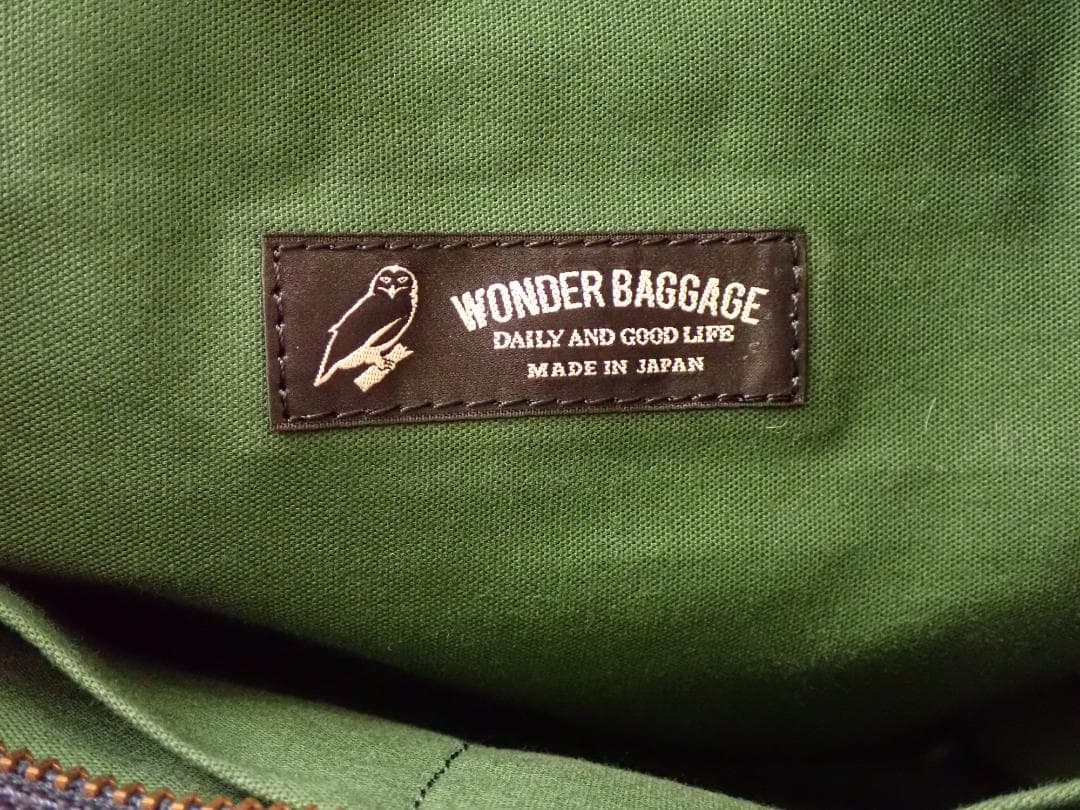 WONDER BAGGAGE
DAILY AND GOOD LIFE
MADE IN JAPAN